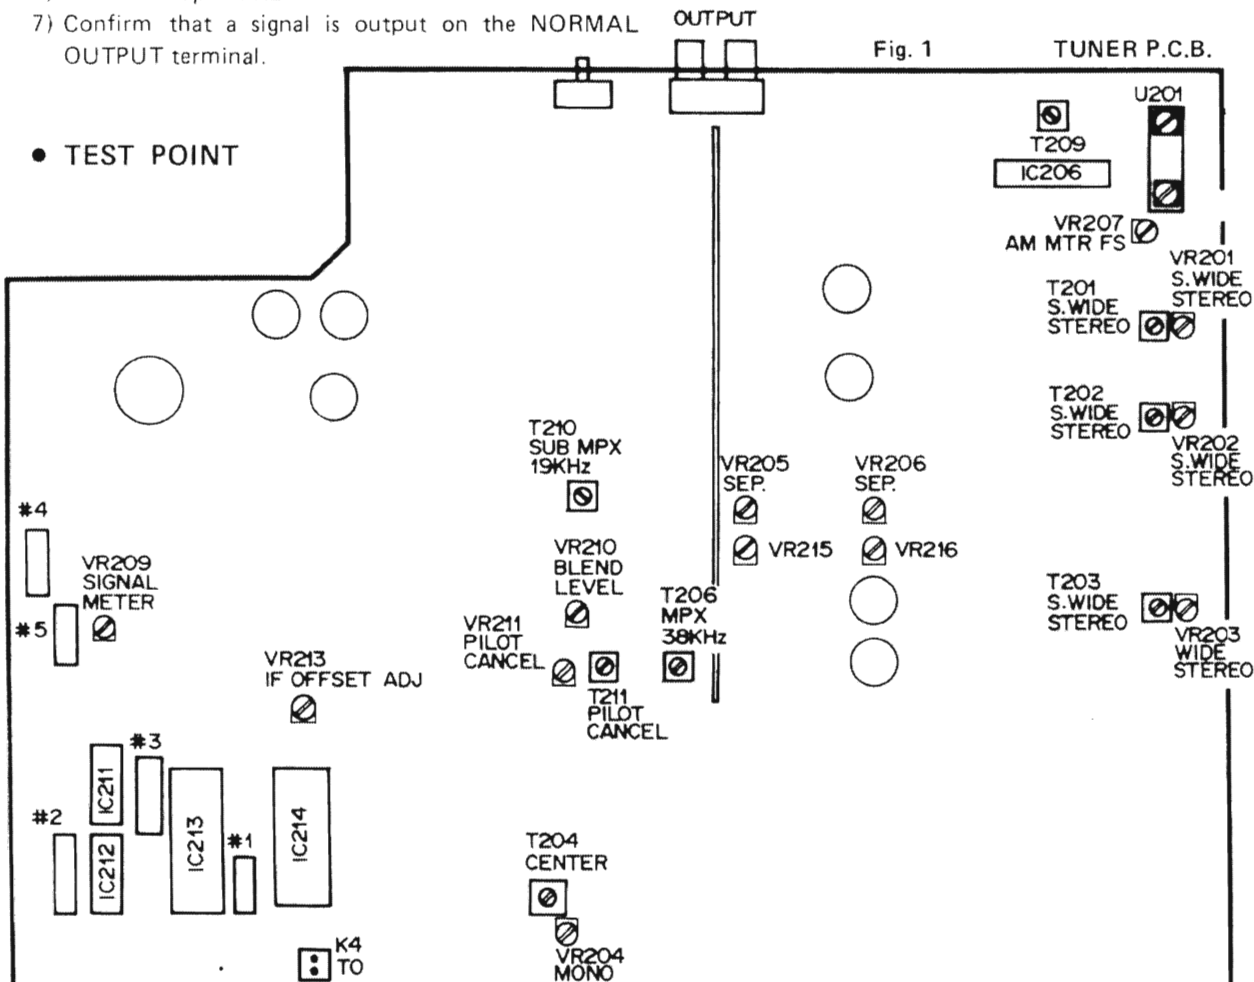 7) Confirm that a signal is output on the NORMAL
OUTPUT terminal.
OUTPUT
Fig. 1
TUNER P.C.B.
• TEST POINT
U201
T209
IC206
VR207
AM MTR FS
VR201
S.WIDE
STEREO
T201
S.WIDE
STEREO
T202
S.WIDE
STEREO
VR202
S.WIDE
STEREO
T210
SUB MPX
19KHz
VR205
SEP.
VR206
SEP.
#4
VR209
SIGNAL
METER
#5
VR210
BLEND
LEVEL
VR215
VR216
T206
MPX
38KHz
T203
S.WIDE
STEREO
VR203
WIDE
STEREO
VR211
PILOT
CANCEL
VR213
IF OFFSET ADJ
T211
PILOT
CANCEL
#3
IC211
#2
IC212
IC213
#1
IC214
T204
CENTER
VR204
MONO
K4
TO